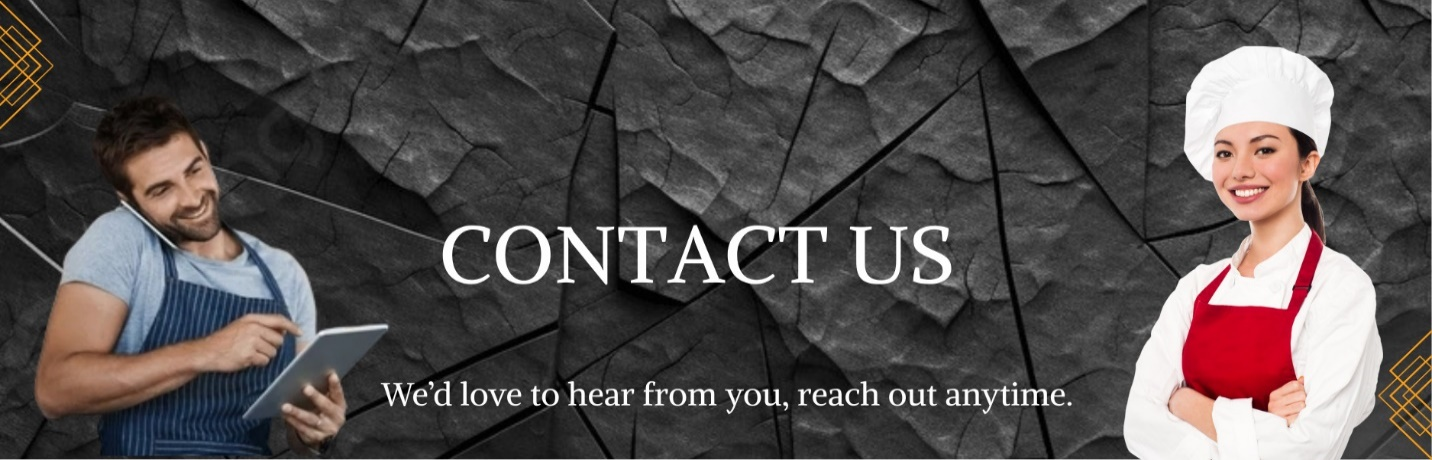 CONTACT US
We’d love to hear from you, reach out anytime.